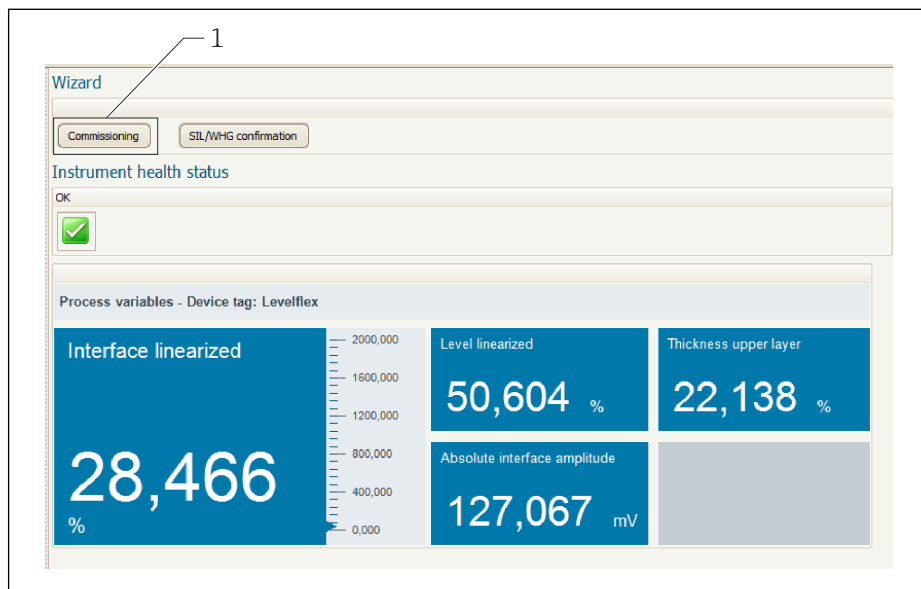 1
Wizard
Commissioning
SIL/WHG confirmation
Instrument health status
OK
Process variables - Device tag: Levelflex
Interface linearized
28,466
%
2000,000
1600,000
1200,000
800,000
400,000
0,000
Level linearized
50,604 %
Thickness upper layer
22,138 %
Absolute interface amplitude
127,067 mV